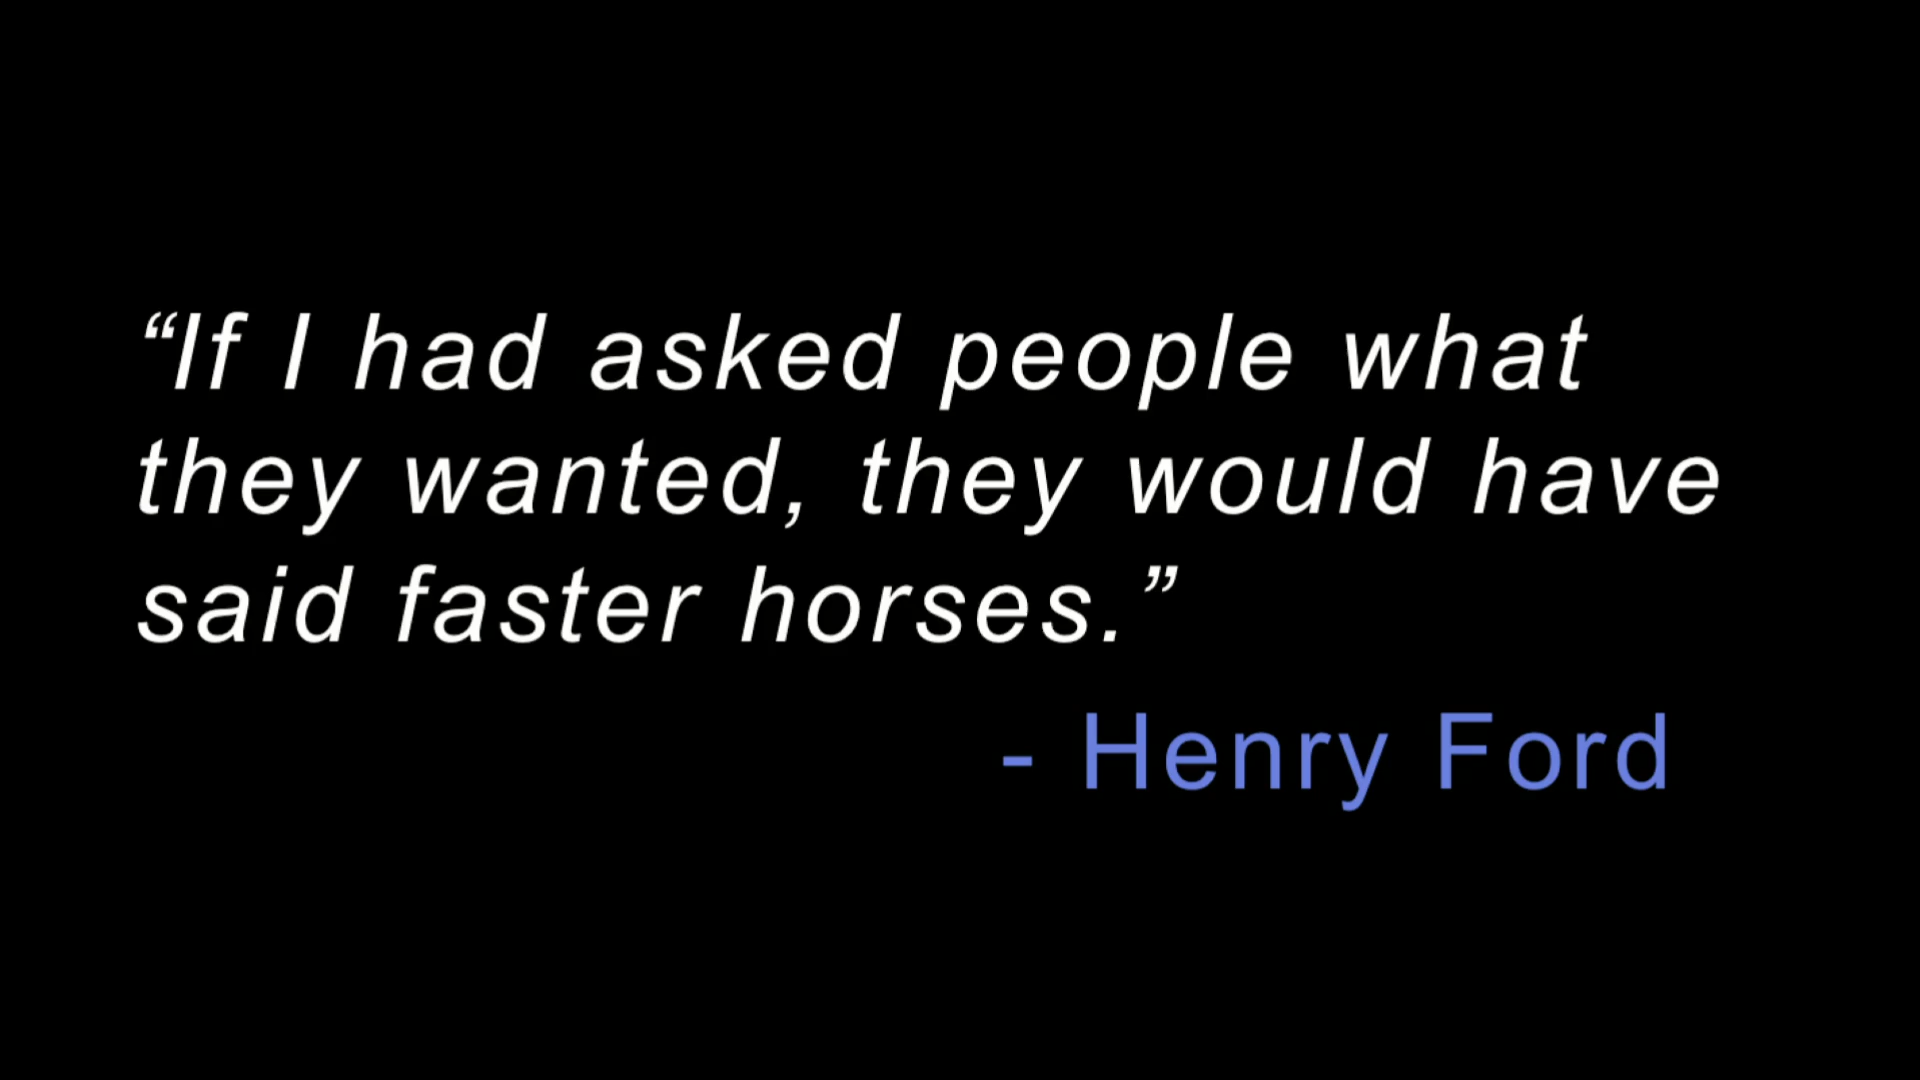 “If I had asked people what
they wanted, they would have
said faster horses.”
- Henry Ford